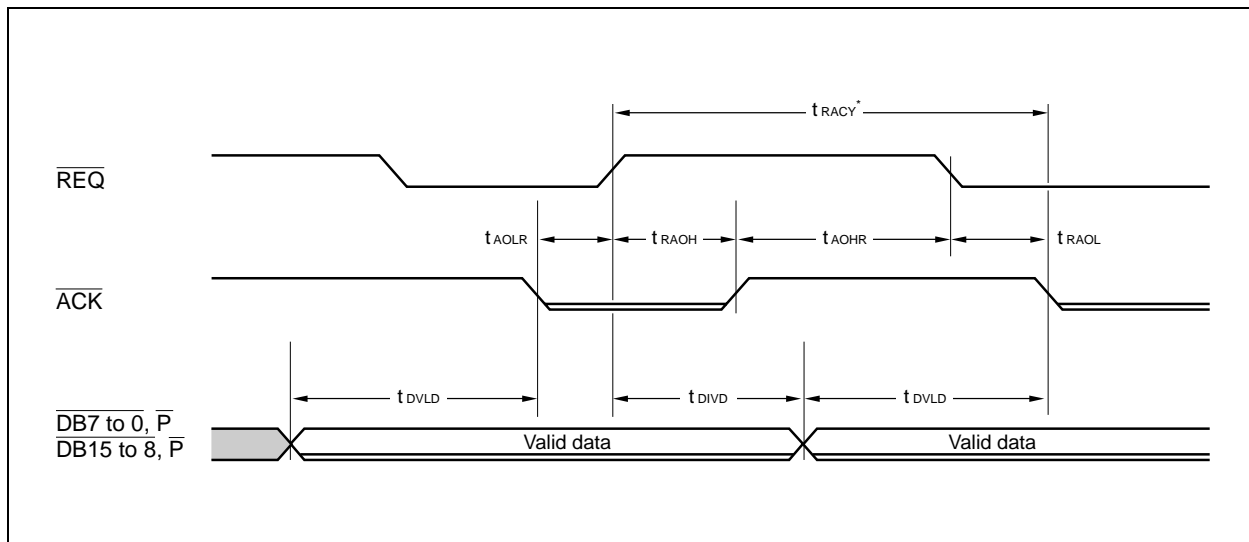 t RACY*
REQ
t AOLR
t RAOH
t AOHR
t RAOL
ACK
t DVLD
t DIVD
t DVLD
DB7 to 0, P
DB15 to 8, P
Valid data
Valid data